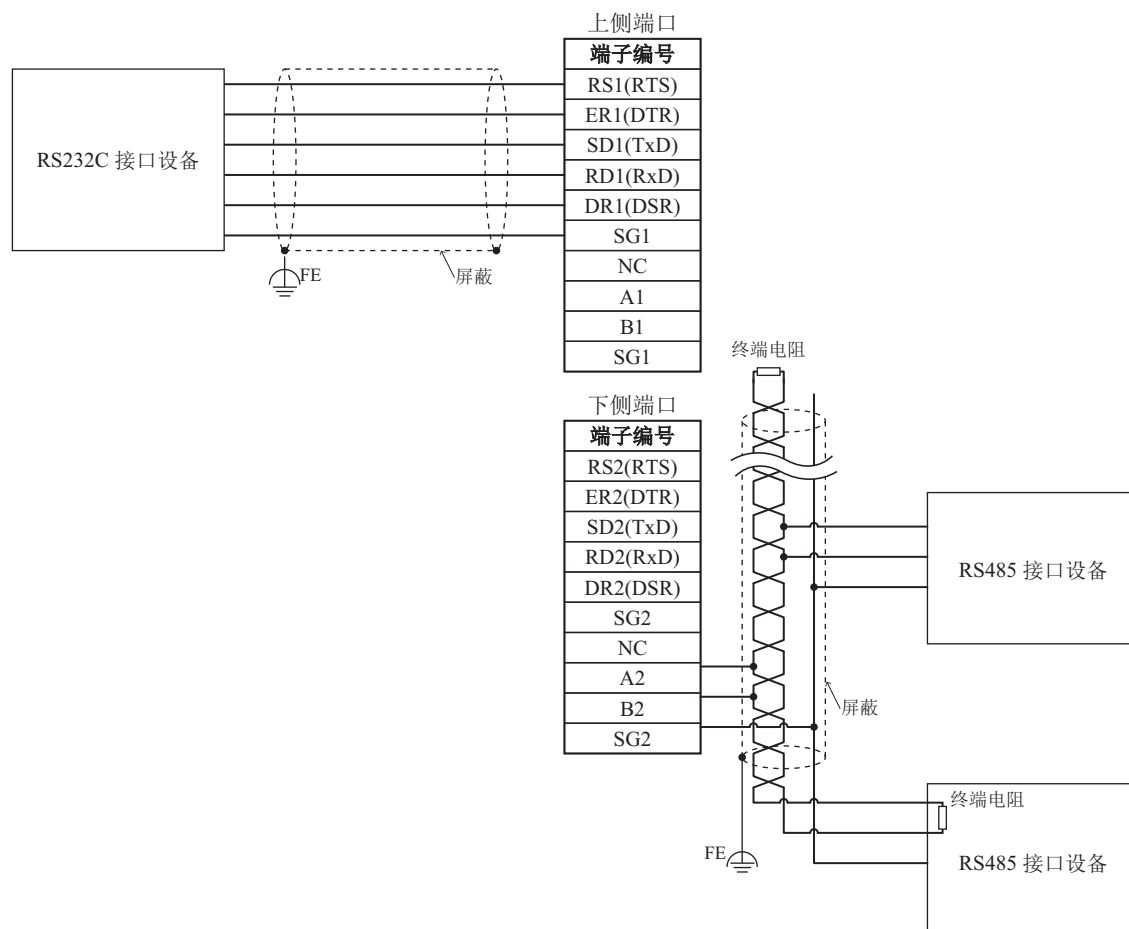 上侧端口
端子编号
RS1(RTS)
ER1(DTR)
SD1(TxD)
RD1(RxD)
DR1(DSR)
SG1
NC
A1
B1
SG1
RS232C 接口设备
FE
屏蔽
终端电阻
下侧端口
端子编号
RS2(RTS)
ER2(DTR)
SD2(TxD)
RD2(RxD)
DR2(DSR)
SG2
NC
A2
B2
SG2
RS485 接口设备
屏蔽
终端电阻
FE
RS485 接口设备